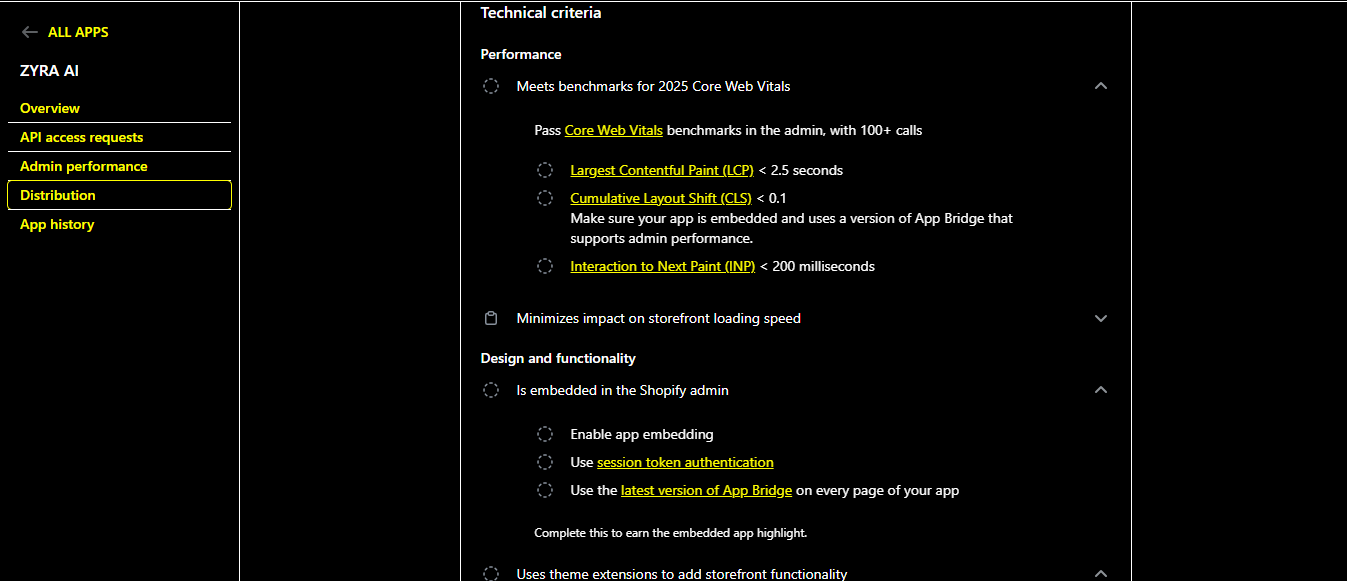 ALL APPS
ZYRA AI
Overview
API access requests
Admin performance
Distribution
App history
Technical criteria
Performance
Meets benchmarks for 2025 Core Web Vitals
Pass Core Web Vitals benchmarks in the admin, with 100+ calls
Largest Contentful Paint (LCP) < 2.5 seconds
Cumulative Layout Shift (CLS) < 0.1
Make sure your app is embedded and uses a version of App Bridge that
supports admin performance.
Interaction to Next Paint (INP) < 200 milliseconds
Minimizes impact on storefront loading speed
Design and functionality
Is embedded in the Shopify admin
Enable app embedding
Use session token authentication
Use the latest version of App Bridge on every page of your app
Complete this to earn the embedded app highlight.
Uses theme extensions to add storefront functionality